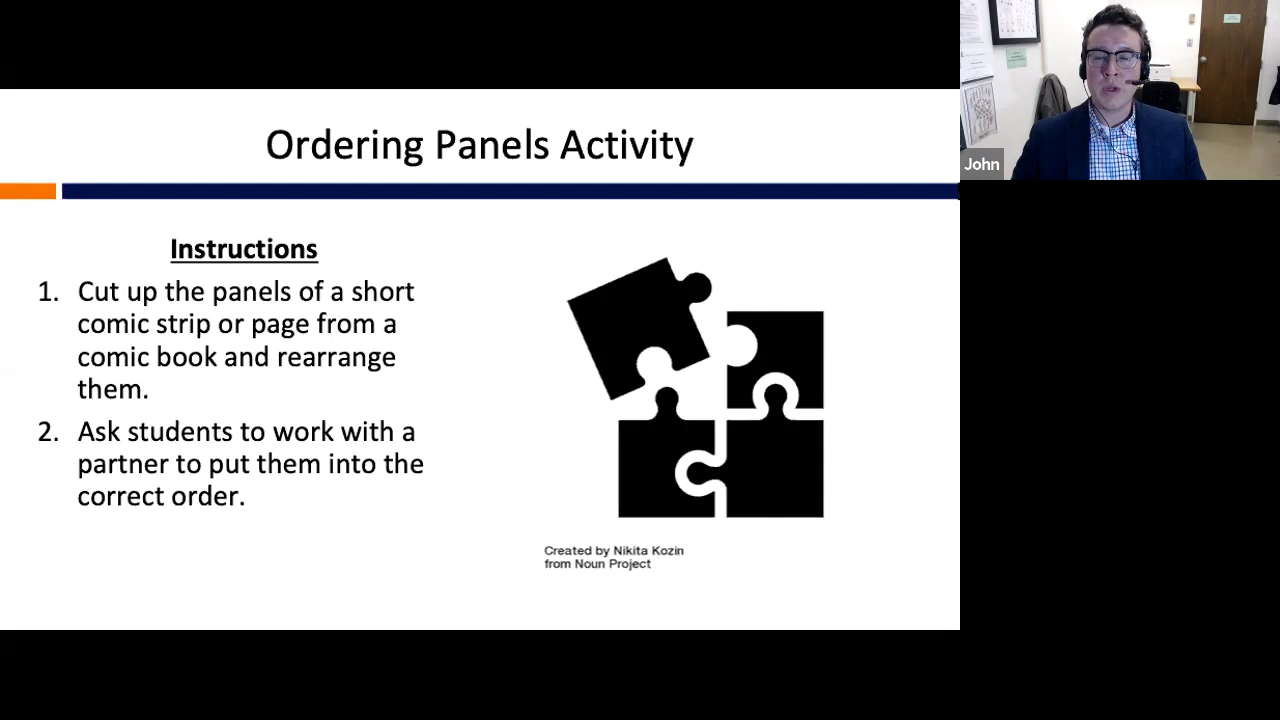 Ordering Panels Activity
Instructions
1. Cut up the panels of a short
comic strip or page from a
comic book and rearrange
them.
2. Ask students to work with a
partner to put them into the
correct order.
Created by Nikita Kozin
from Noun Project
John